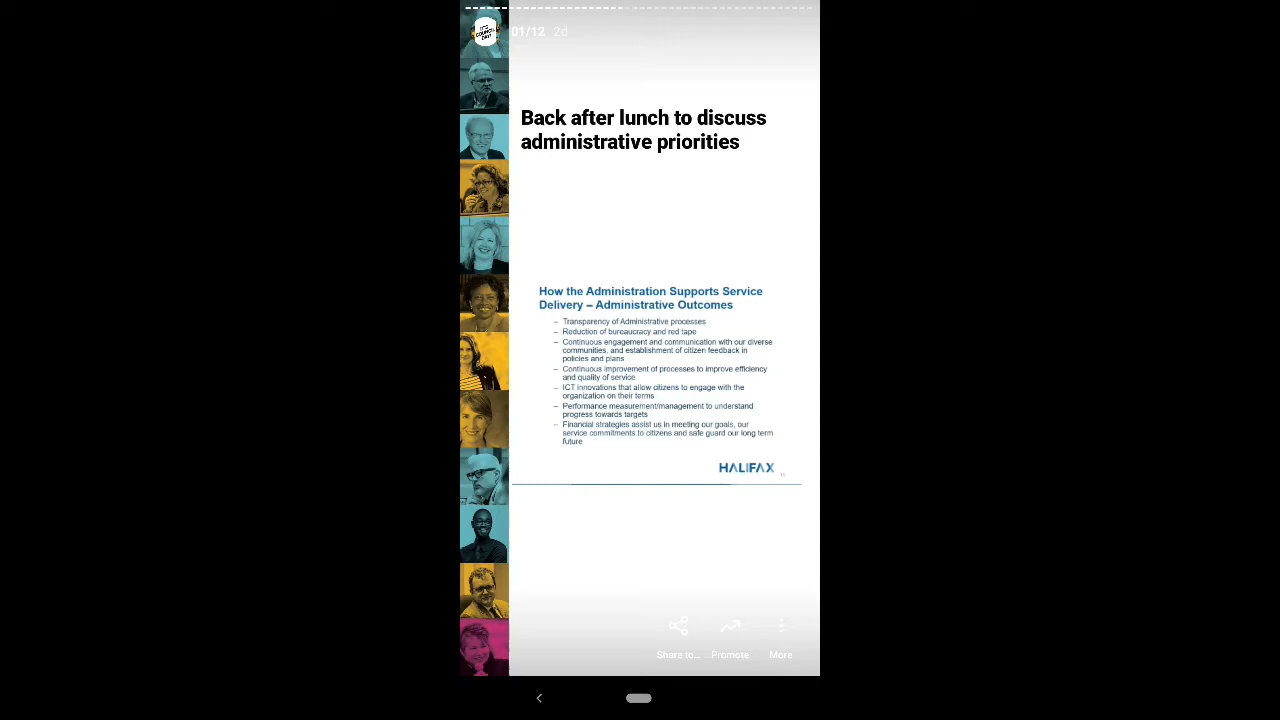 IT'S
COUNCIL
DAY!
01/12 2d
Back after lunch to discuss
administrative priorities
How the Administration Supports Service
Delivery – Administrative Outcomes
– Transparency of Administrative processes
– Reduction of bureaucracy and red tape
– Continuous engagement and communication with our diverse
communities, and establishment of citizen feedback in
policies and plans
– Continuous improvement of processes to improve efficiency
and quality of service
– ICT innovations that allow citizens to engage with the
organization on their terms
– Performance measurement/management to understand
progress towards targets
– Financial strategies assist us in meeting our goals, our
service commitments to citizens and safe guard our long term
future
HALIFAX
Share to... Promote More